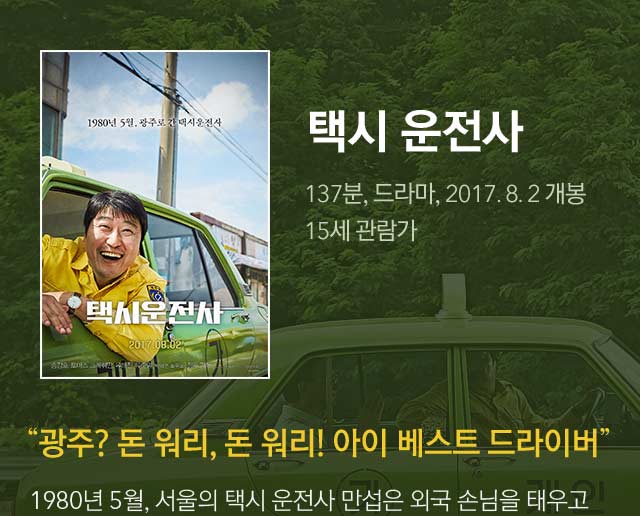 1980년 5월, 광주로 간 택시운전사
택시운전사
2017.08.02
택시 운전사
137분, 드라마, 2017. 8. 2 개봉
15세 관람가
“광주? 돈 워리, 돈 워리! 아이 베스트 드라이버”
1980년 5월, 서울의 택시 운전사 만섭은 외국 손님을 태우고